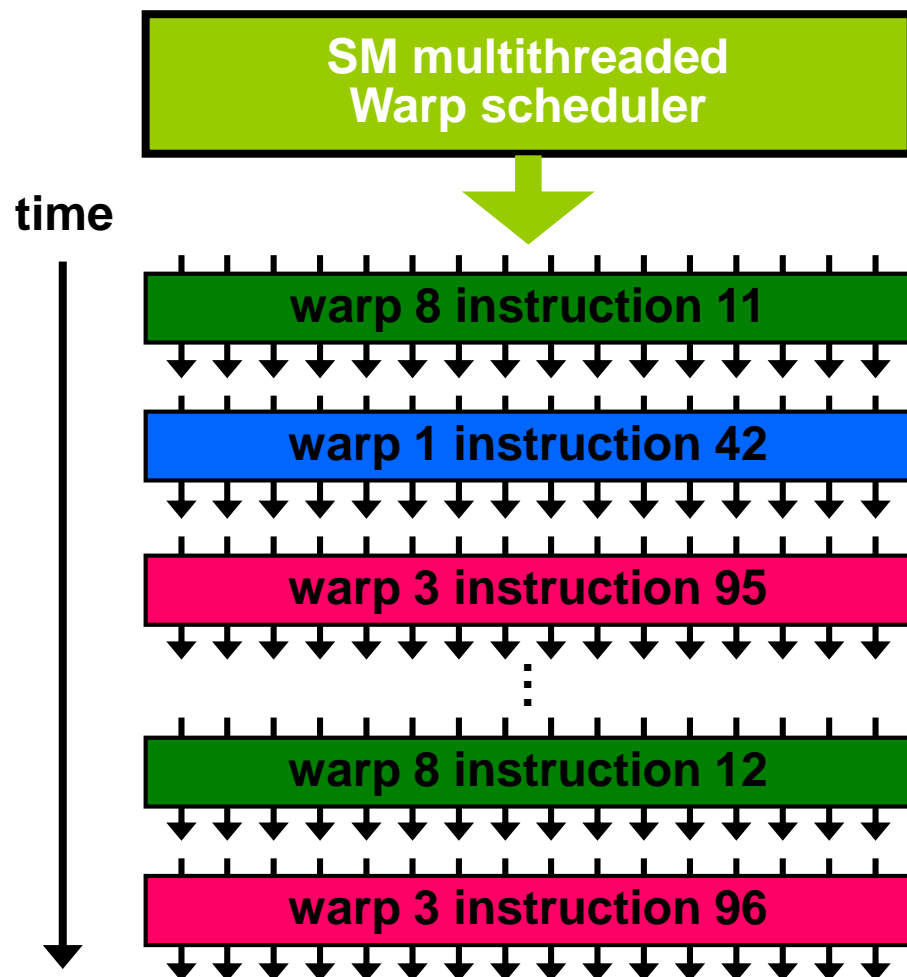 SM multithreaded
Warp scheduler
time
warp 8 instruction 11
warp 1 instruction 42
warp 3 instruction 95
⋮
warp 8 instruction 12
warp 3 instruction 96